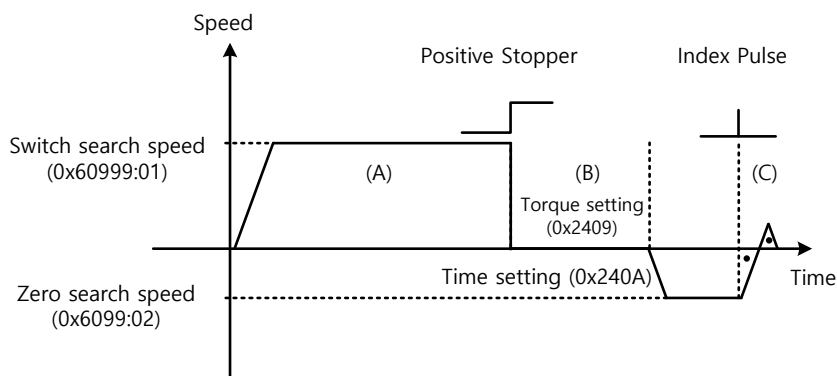 Speed
Positive Stopper
Index Pulse
Switch search speed
(0x60999:01)
(A)
(B)
(C)
Torque setting
(0x2409)
Time setting (0x240A)
Time
Zero search speed
(0x6099:02)